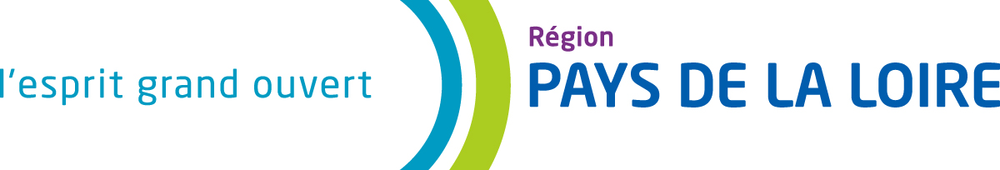 l'esprit grand ouvert
Région
PAYS DE LA LOIRE